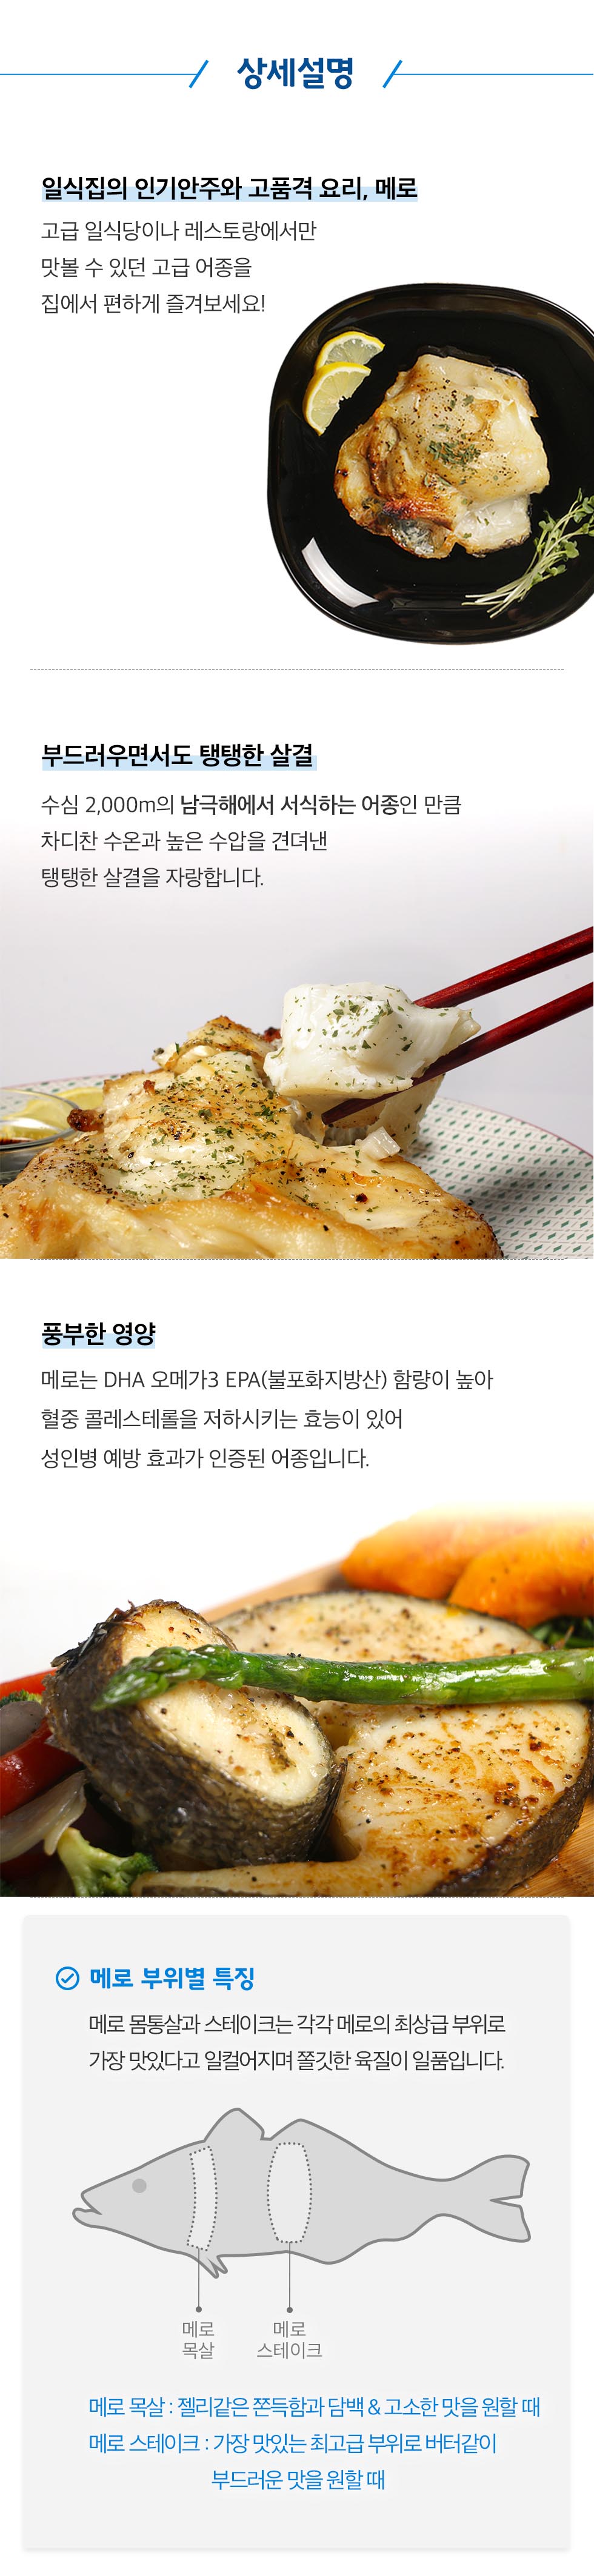 상세설명
일식집의 인기안주와 고품격 요리, 메로
고급 일식당이나 레스토랑에서만
맛볼 수 있던 고급 어종을
집에서 편하게 즐겨보세요!
부드러우면서도 탱탱한 살결
수심 2,000m의 남극해에서 서식하는 어종인 만큼
차디찬 수온과 높은 수압을 견뎌낸
탱탱한 살결을 자랑합니다.
풍부한 영양
메로는 DHA 오메가3 EPA(불포화지방산) 함량이 높아
혈중 콜레스테롤을 저하시키는 효능이 있어
성인병 예방 효과가 인증된 어종입니다.
메로 부위별 특징
메로 몸통살과 스테이크는 각각 메로의 최상급 부위로
가장 맛있다고 일컬어지며 쫄깃한 육질이 일품입니다.
메로 메로
목살 스테이크
메로 목살 : 젤리같은 쫀득함과 담백 & 고소한 맛을 원할 때
메로 스테이크 : 가장 맛있는 최고급 부위로 버터같이
부드러운 맛을 원할 때